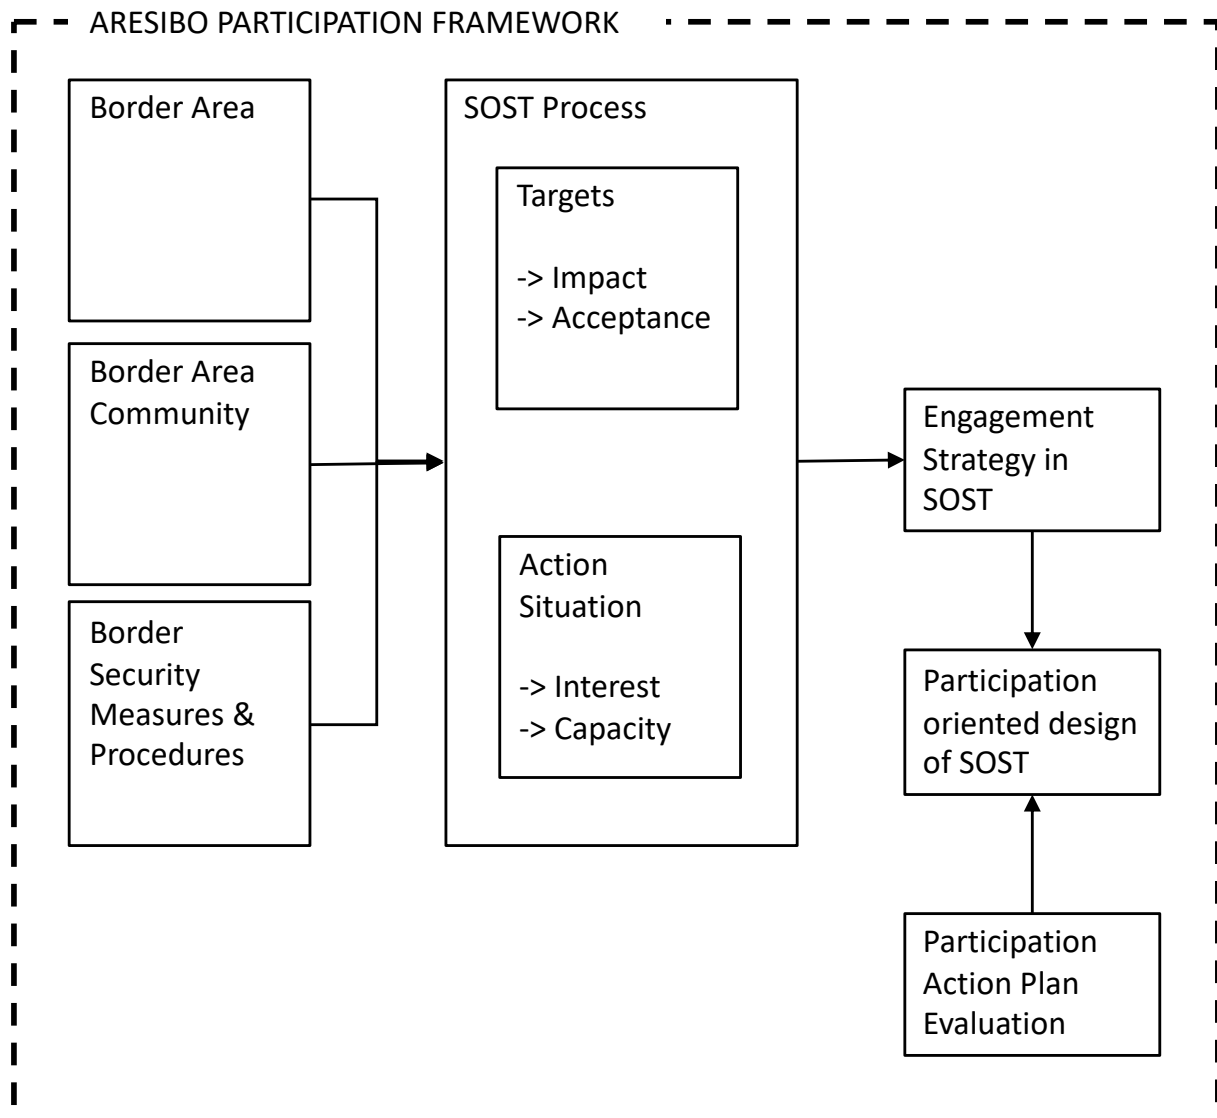 ARESIBO PARTICIPATION FRAMEWORK
Border Area
Border Area
Community
Border
Security
Measures &
Procedures
SOST Process
Targets
-> Impact
-> Acceptance
Action
Situation
-> Interest
-> Capacity
Engagement
Strategy in
SOST
Participation
oriented design
of SOST
Participation
Action Plan
Evaluation